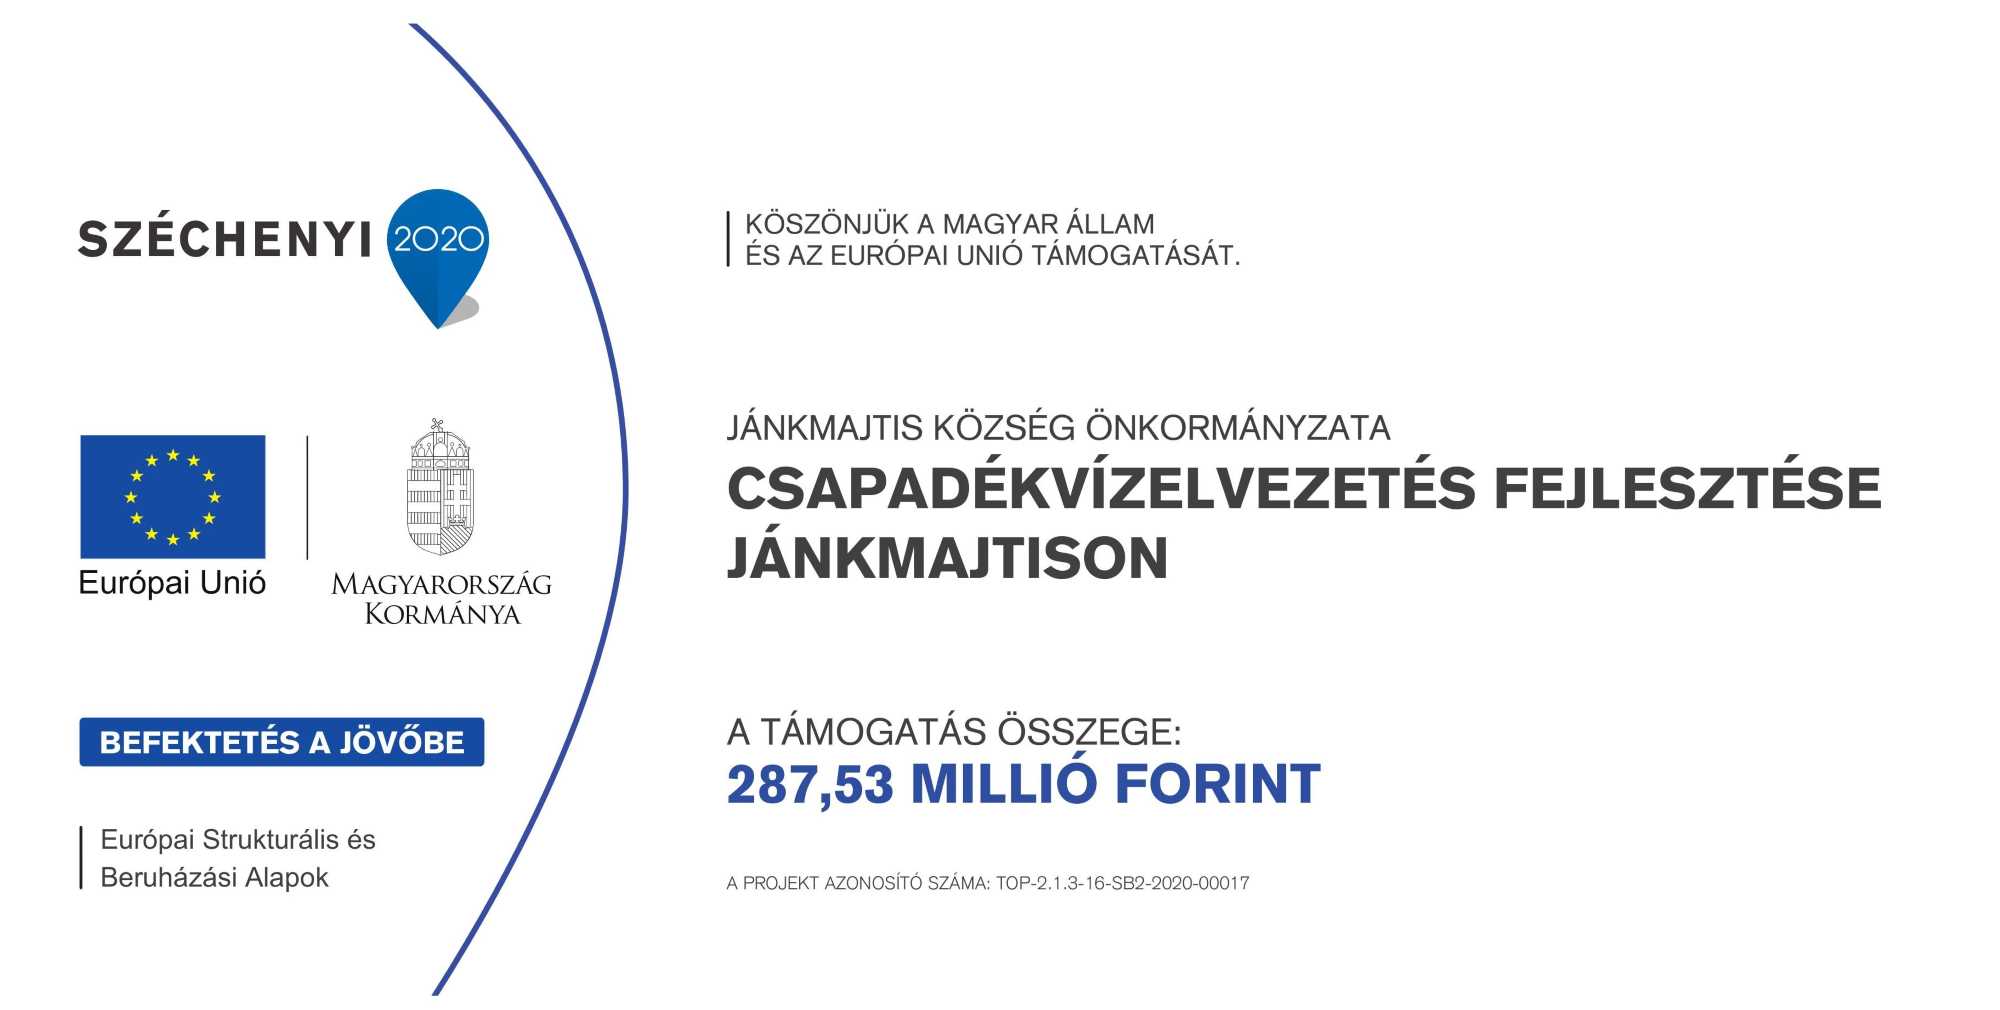 SZÉCHENYI 2020
Európai Unió
MAGYARORSZÁG
KORMÁNYA
BEFEKTETÉS A JÖVŐBE
Európai Strukturális és
Beruházási Alapok
KÖSZÖNJÜK A MAGYAR ÁLLAM
ÉS AZ EURÓPAI UNIÓ TÁMOGATÁSÁT.
JÁNKMAJTIS KÖZSÉG ÖNKORMÁNYZATA
CSAPADÉKVÍZELVEZETÉS FEJLESZTÉSE
JÁNKMAJTISON
A TÁMOGATÁS ÖSSZEGE:
287,53 MILLIÓ FORINT
A PROJEKT AZONOSÍTÓ SZÁMA: TOP-2.1.3-16-SB2-2020-00017